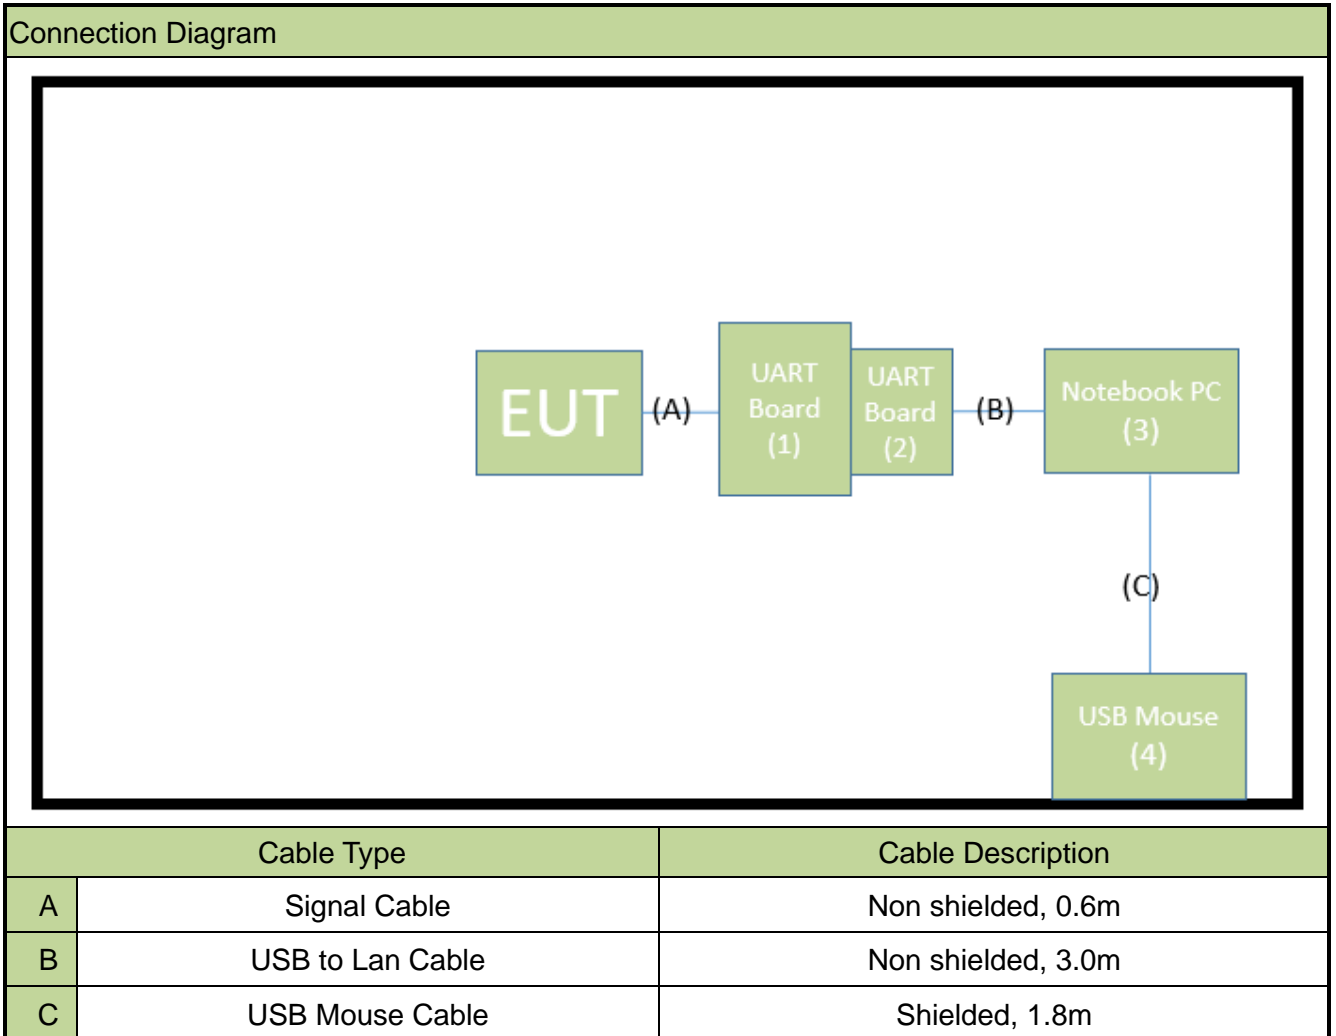 Connection Diagram
EUT
(A)
UART
Board
(1)
UART
Board
(2)
(B)
Notebook PC
(3)
(C)
USB Mouse
(4)
Cable Type
Cable Description
A
Signal Cable
Non shielded, 0.6m
B
USB to Lan Cable
Non shielded, 3.0m
C
USB Mouse Cable
Shielded, 1.8m